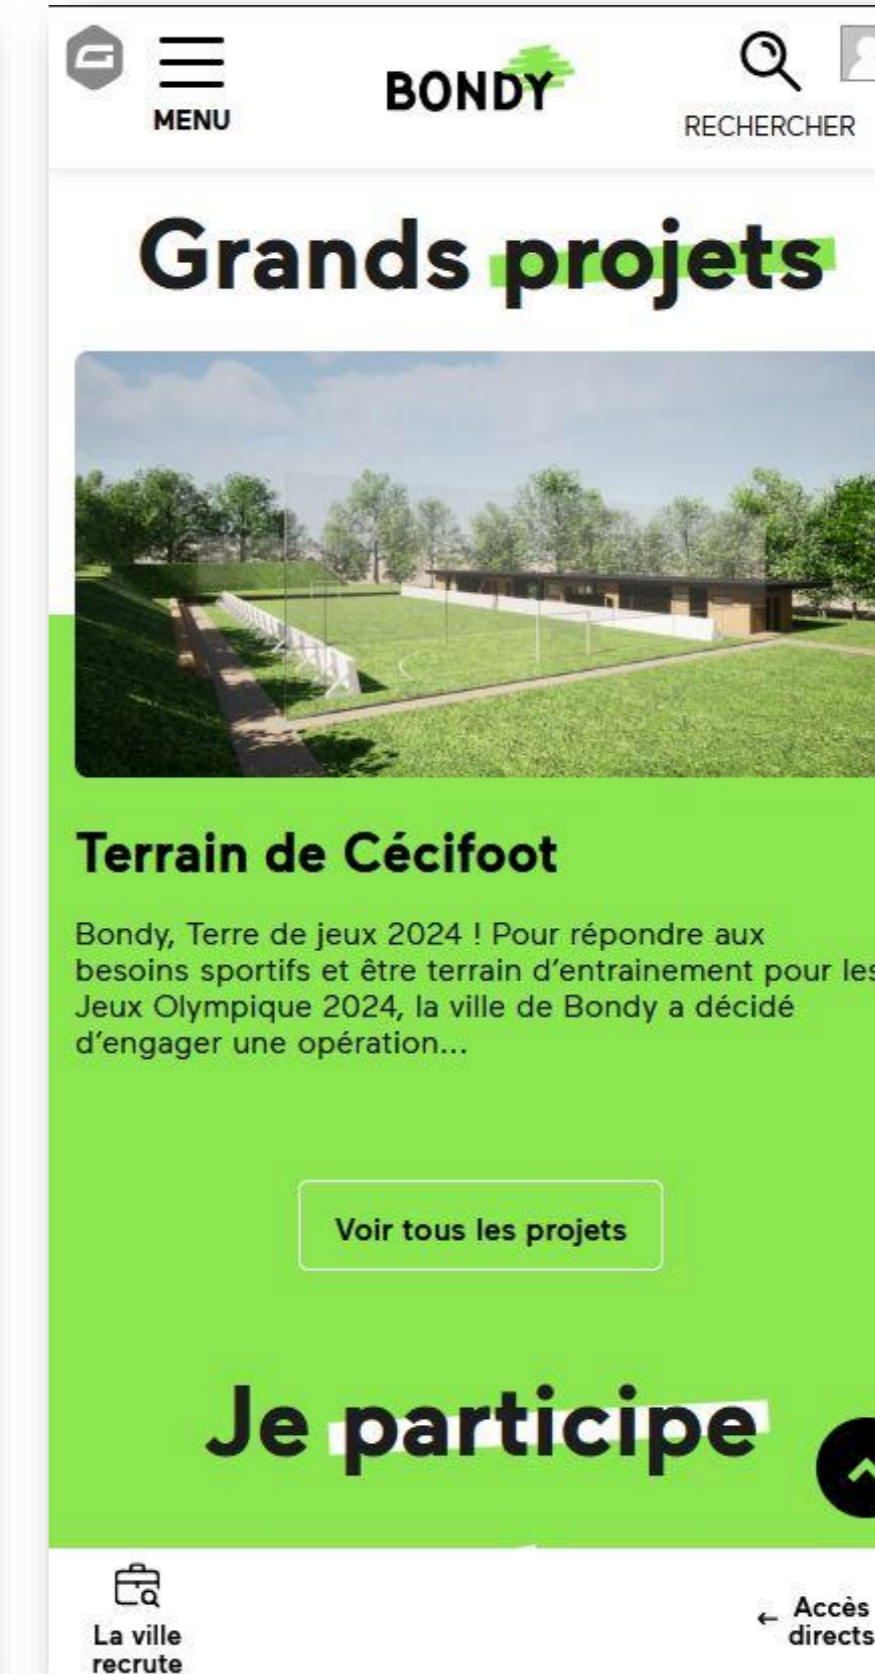 MENU
BONDY
RECHERCHER
Grands projets
Terrain de Cécifoot
Bondy, Terre de jeux 2024 ! Pour répondre aux
besoins sportifs et être terrain d’entrainement pour les
Jeux Olympique 2024, la ville de Bondy a décidé
d’engager une opération...
Voir tous les projets
Je participe
La ville
recrute
← Accès
directs